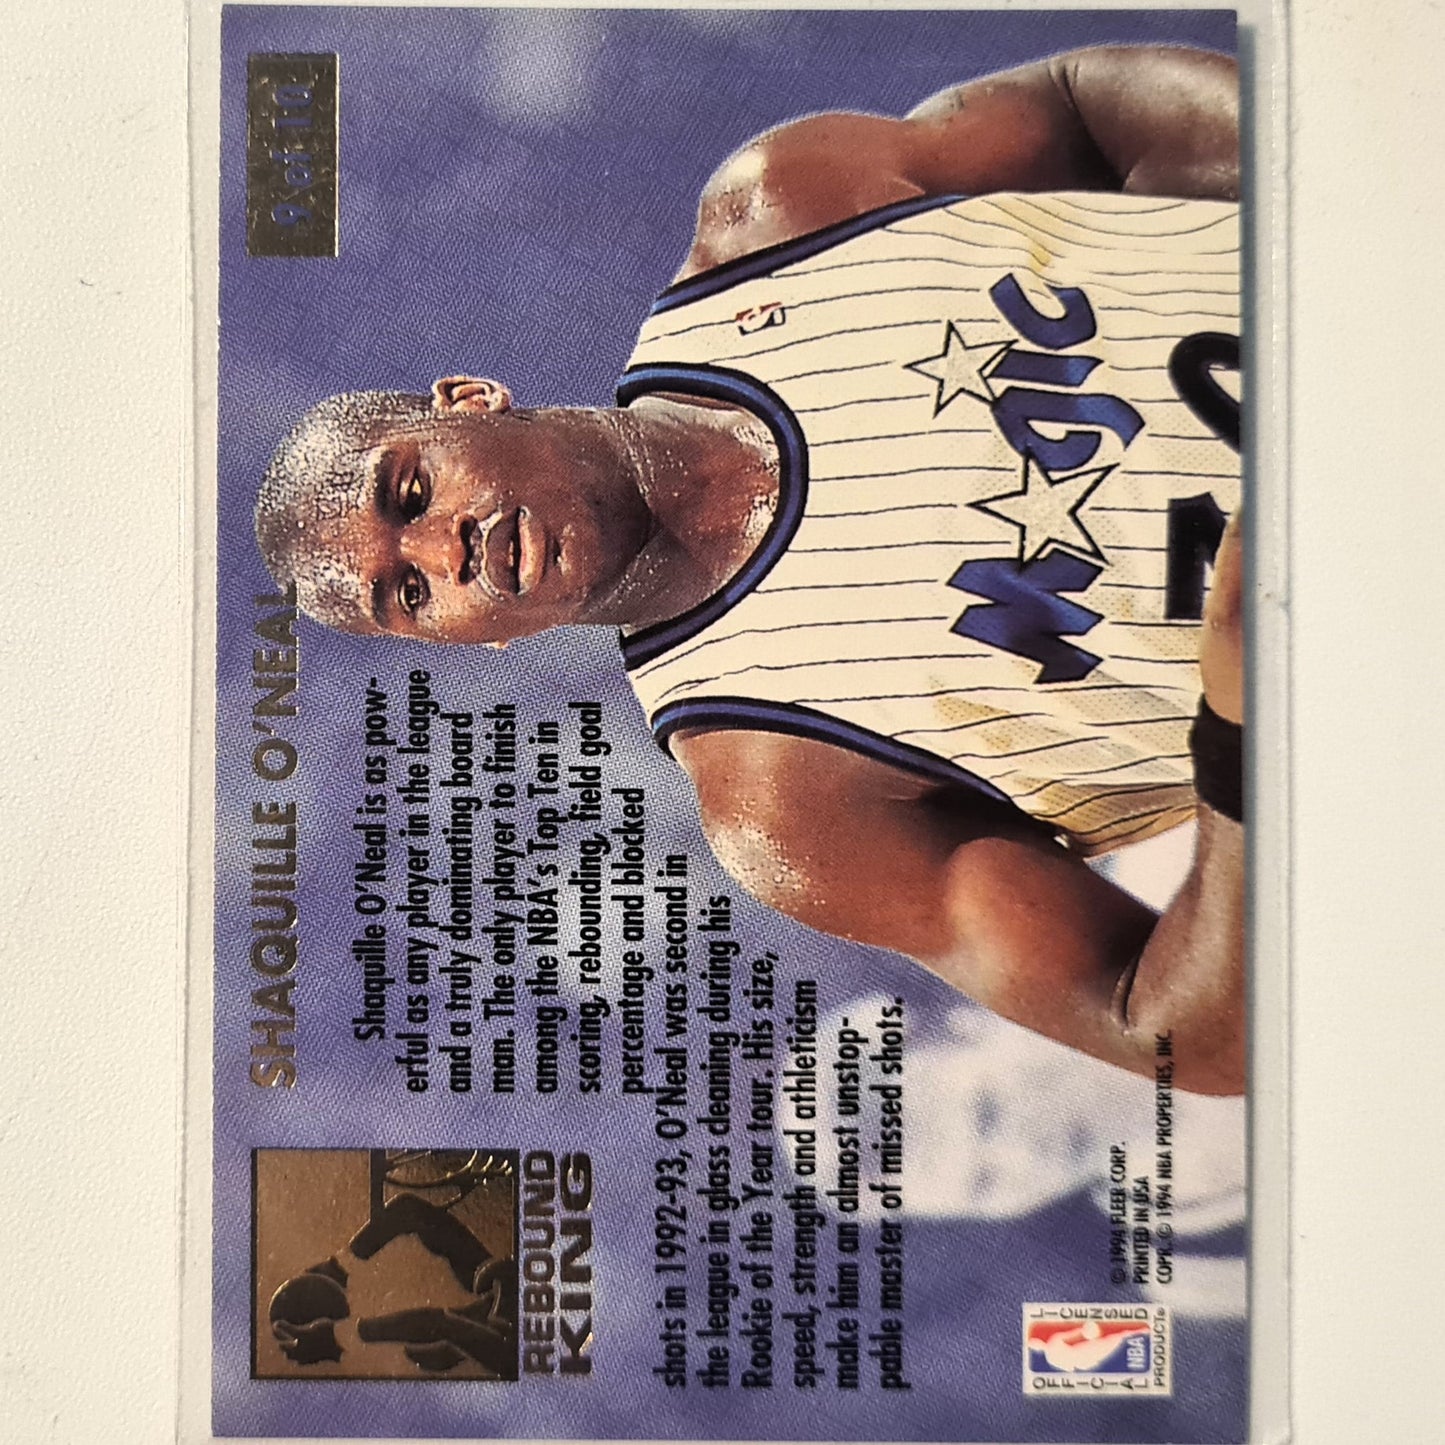 SHAQUILLE O'NEAL
9 of 10
REBOUND
KING
Shaquille O'Neal is as pow-
erful as any player in the league
and a truly dominating board
man. The only player to finish
among the NBA's Top Ten in
scoring, rebounding, field goal
percentage and blocked
shots in 1992-93, O'Neal was second in
the league in glass cleaning during his
Rookie of the Year tour. His size,
speed, strength and athleticism
make him an almost unstop-
pable master of missed shots.
MAGIC
OFFICIAL
LICENSED
NBA
PRODUCT®
© 1994 FLEER CORP.
PRINTED IN USA
COPR. © 1994 NBA PROPERTIES, INC.